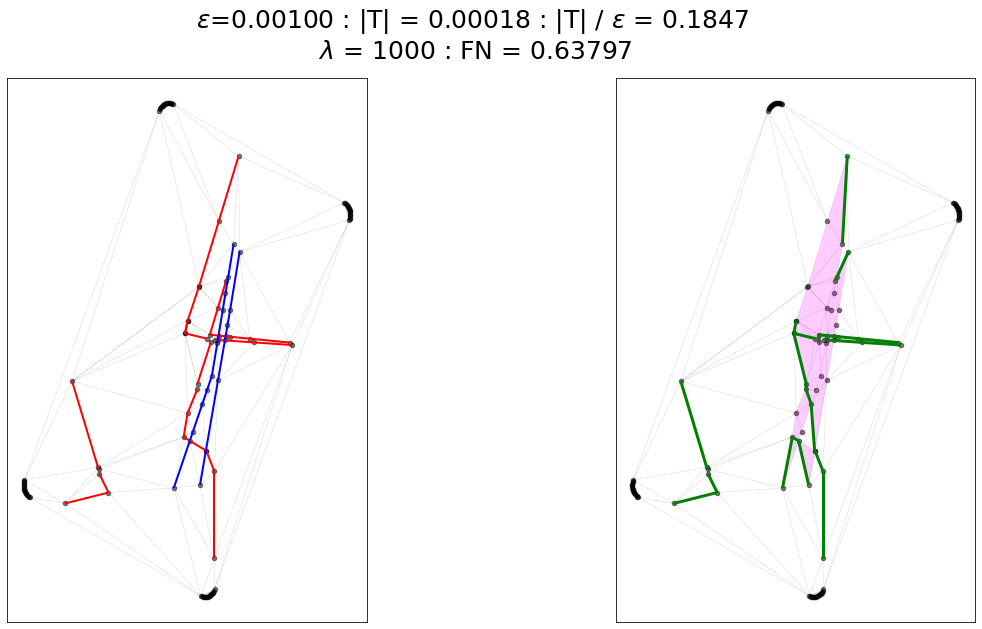 ε=0.00100 : |T| = 0.00018 : |T| / ε = 0.1847
λ = 1000 : FN = 0.63797